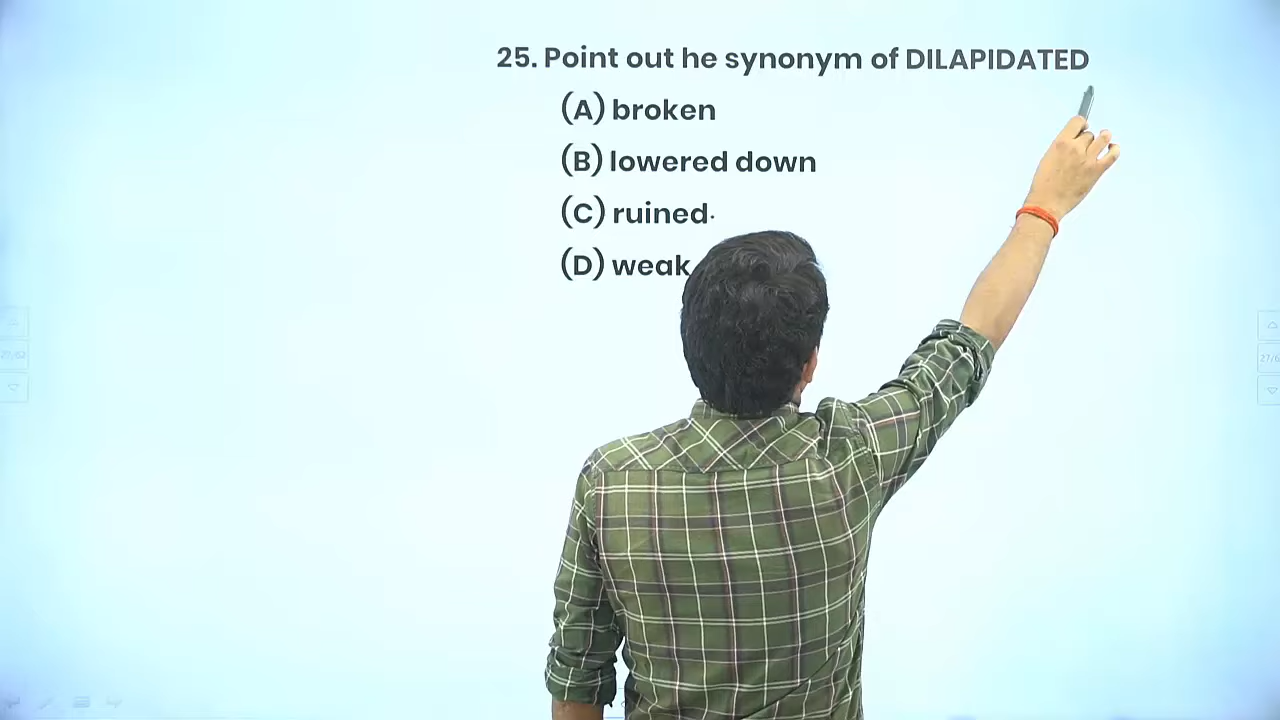 25. Point out he synonym of DILAPIDATED
(A) broken
(B) lowered down
(C) ruined
(D) weak